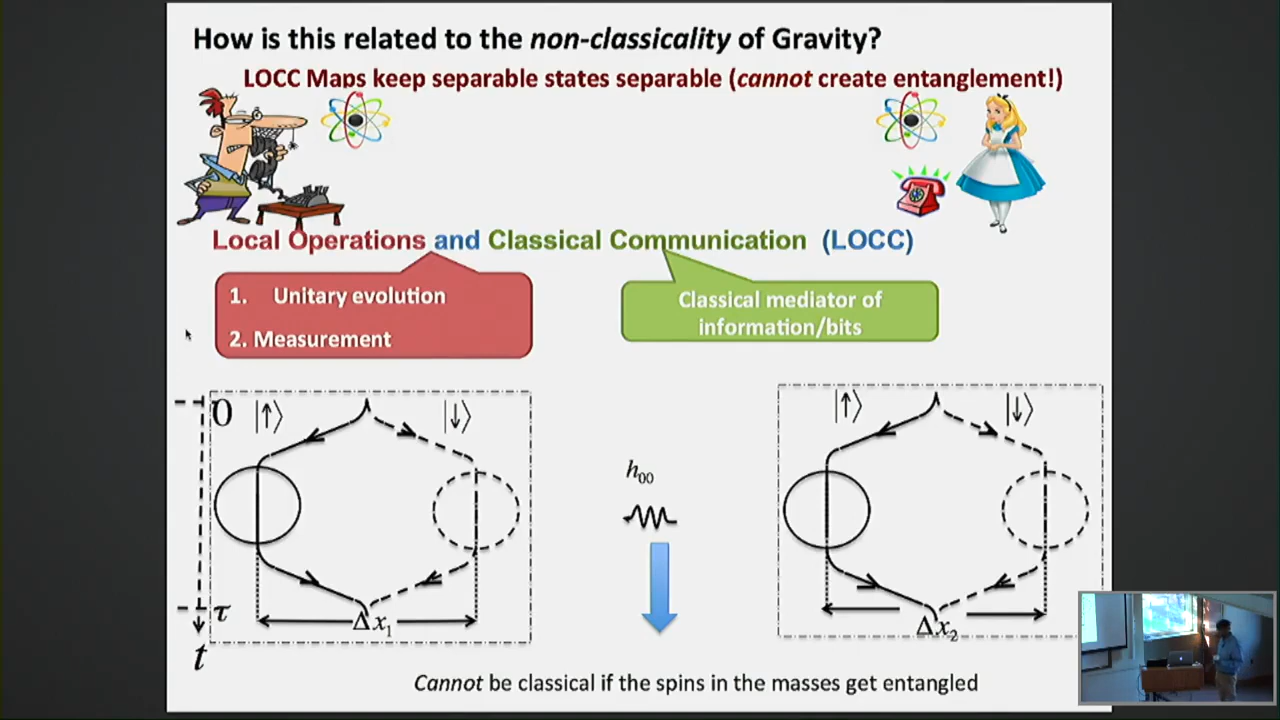 How is this related to the non-classicality of Gravity?
LOCC Maps keep separable states separable (cannot create entanglement!)
Local Operations and Classical Communication (LOCC)
1. Unitary evolution
2. Measurement
Classical mediator of
information/bits
0 |↑⟩ |↓⟩
|↑⟩ |↓⟩
h₀₀
τ
Δx₁
Δx₂
t
Cannot be classical if the spins in the masses get entangled